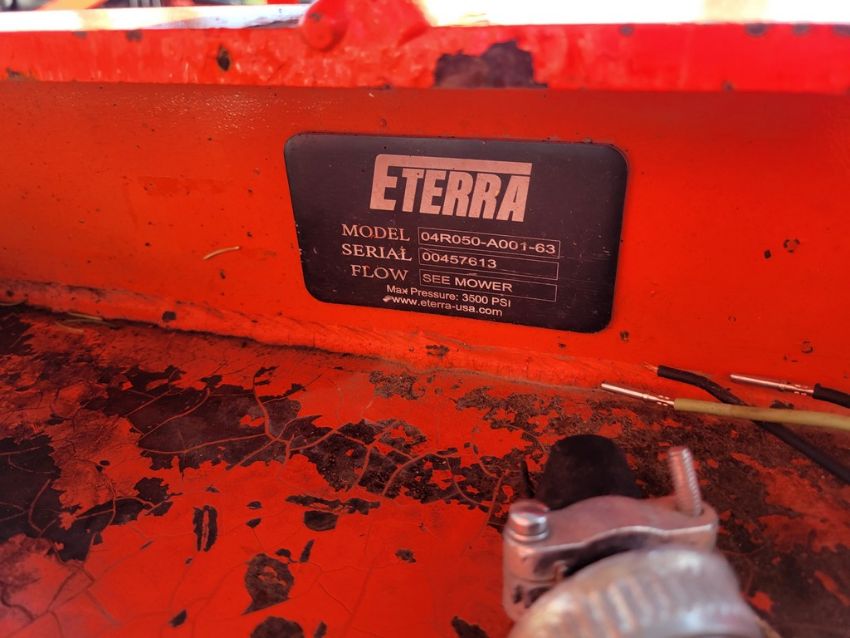 ETERRA
MODEL 04R050-A001-63
SERIAL 00457613
FLOW SEE MOWER
Max Pressure: 3500 PSI
www.eterra-usa.com